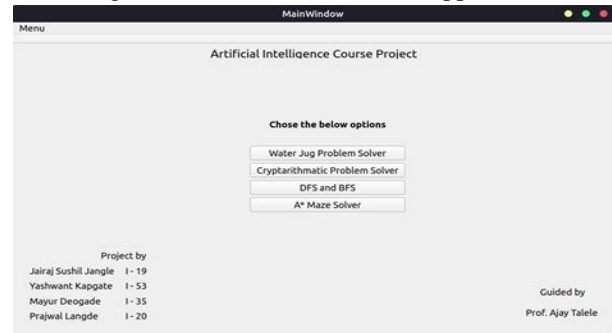 MainWindow
Menu
Artificial Intelligence Course Project
Chose the below options
Water Jug Problem Solver
Cryptarithmatic Problem Solver
DFS and BFS
A* Maze Solver
Project by
Jairaj Sushil Jangle I - 19
Yashwant Kapgate I - 53
Mayur Deogade I - 35
Prajwal Langde I - 20
Guided by
Prof. Ajay Talele